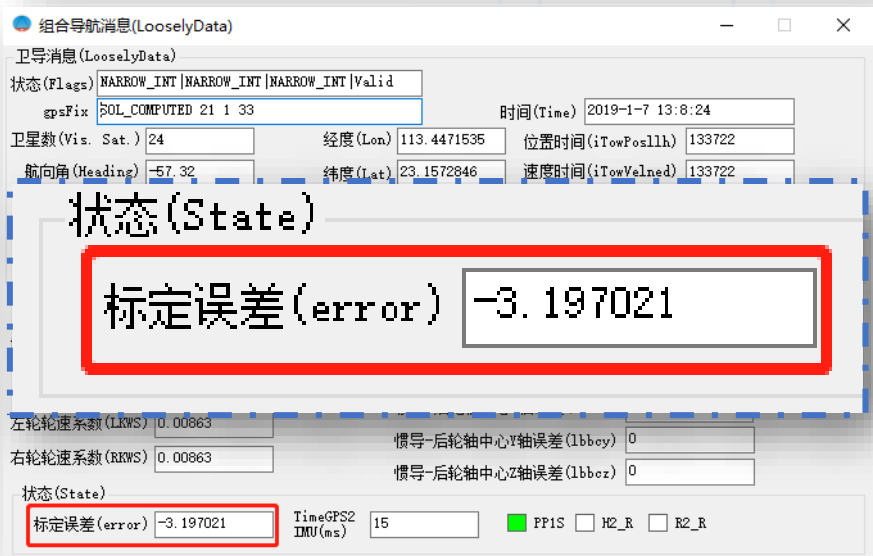 组合导航消息(LooselyData)
卫导消息(LooselyData)
状态(Flags) NARROW_INT|NARROW_INT|NARROW_INT|Valid
gpsFix SOL_COMPUTED 21 1 33 时间(Time) 2019-1-7 13:8:24
卫星数(Vis. Sat.) 24 经度(Lon) 113.4471535 位置时间(iTowPosllh) 133722
航向角(Heading) -57.32 纬度(Lat) 23.1572846 速度时间(iTowVelned) 133722
状态(State)
标定误差(error) -3.197021
左轮轮速系数(LKWS) 0.00863
惯导-后轮轴中心Y轴误差(lbbcy) 0
右轮轮速系数(RKWS) 0.00863
惯导-后轮轴中心Z轴误差(lbbcz) 0
状态(State)
标定误差(error) -3.197021 TimeGPS2 IMU(ms) 15 PP1S H2_R R2_R